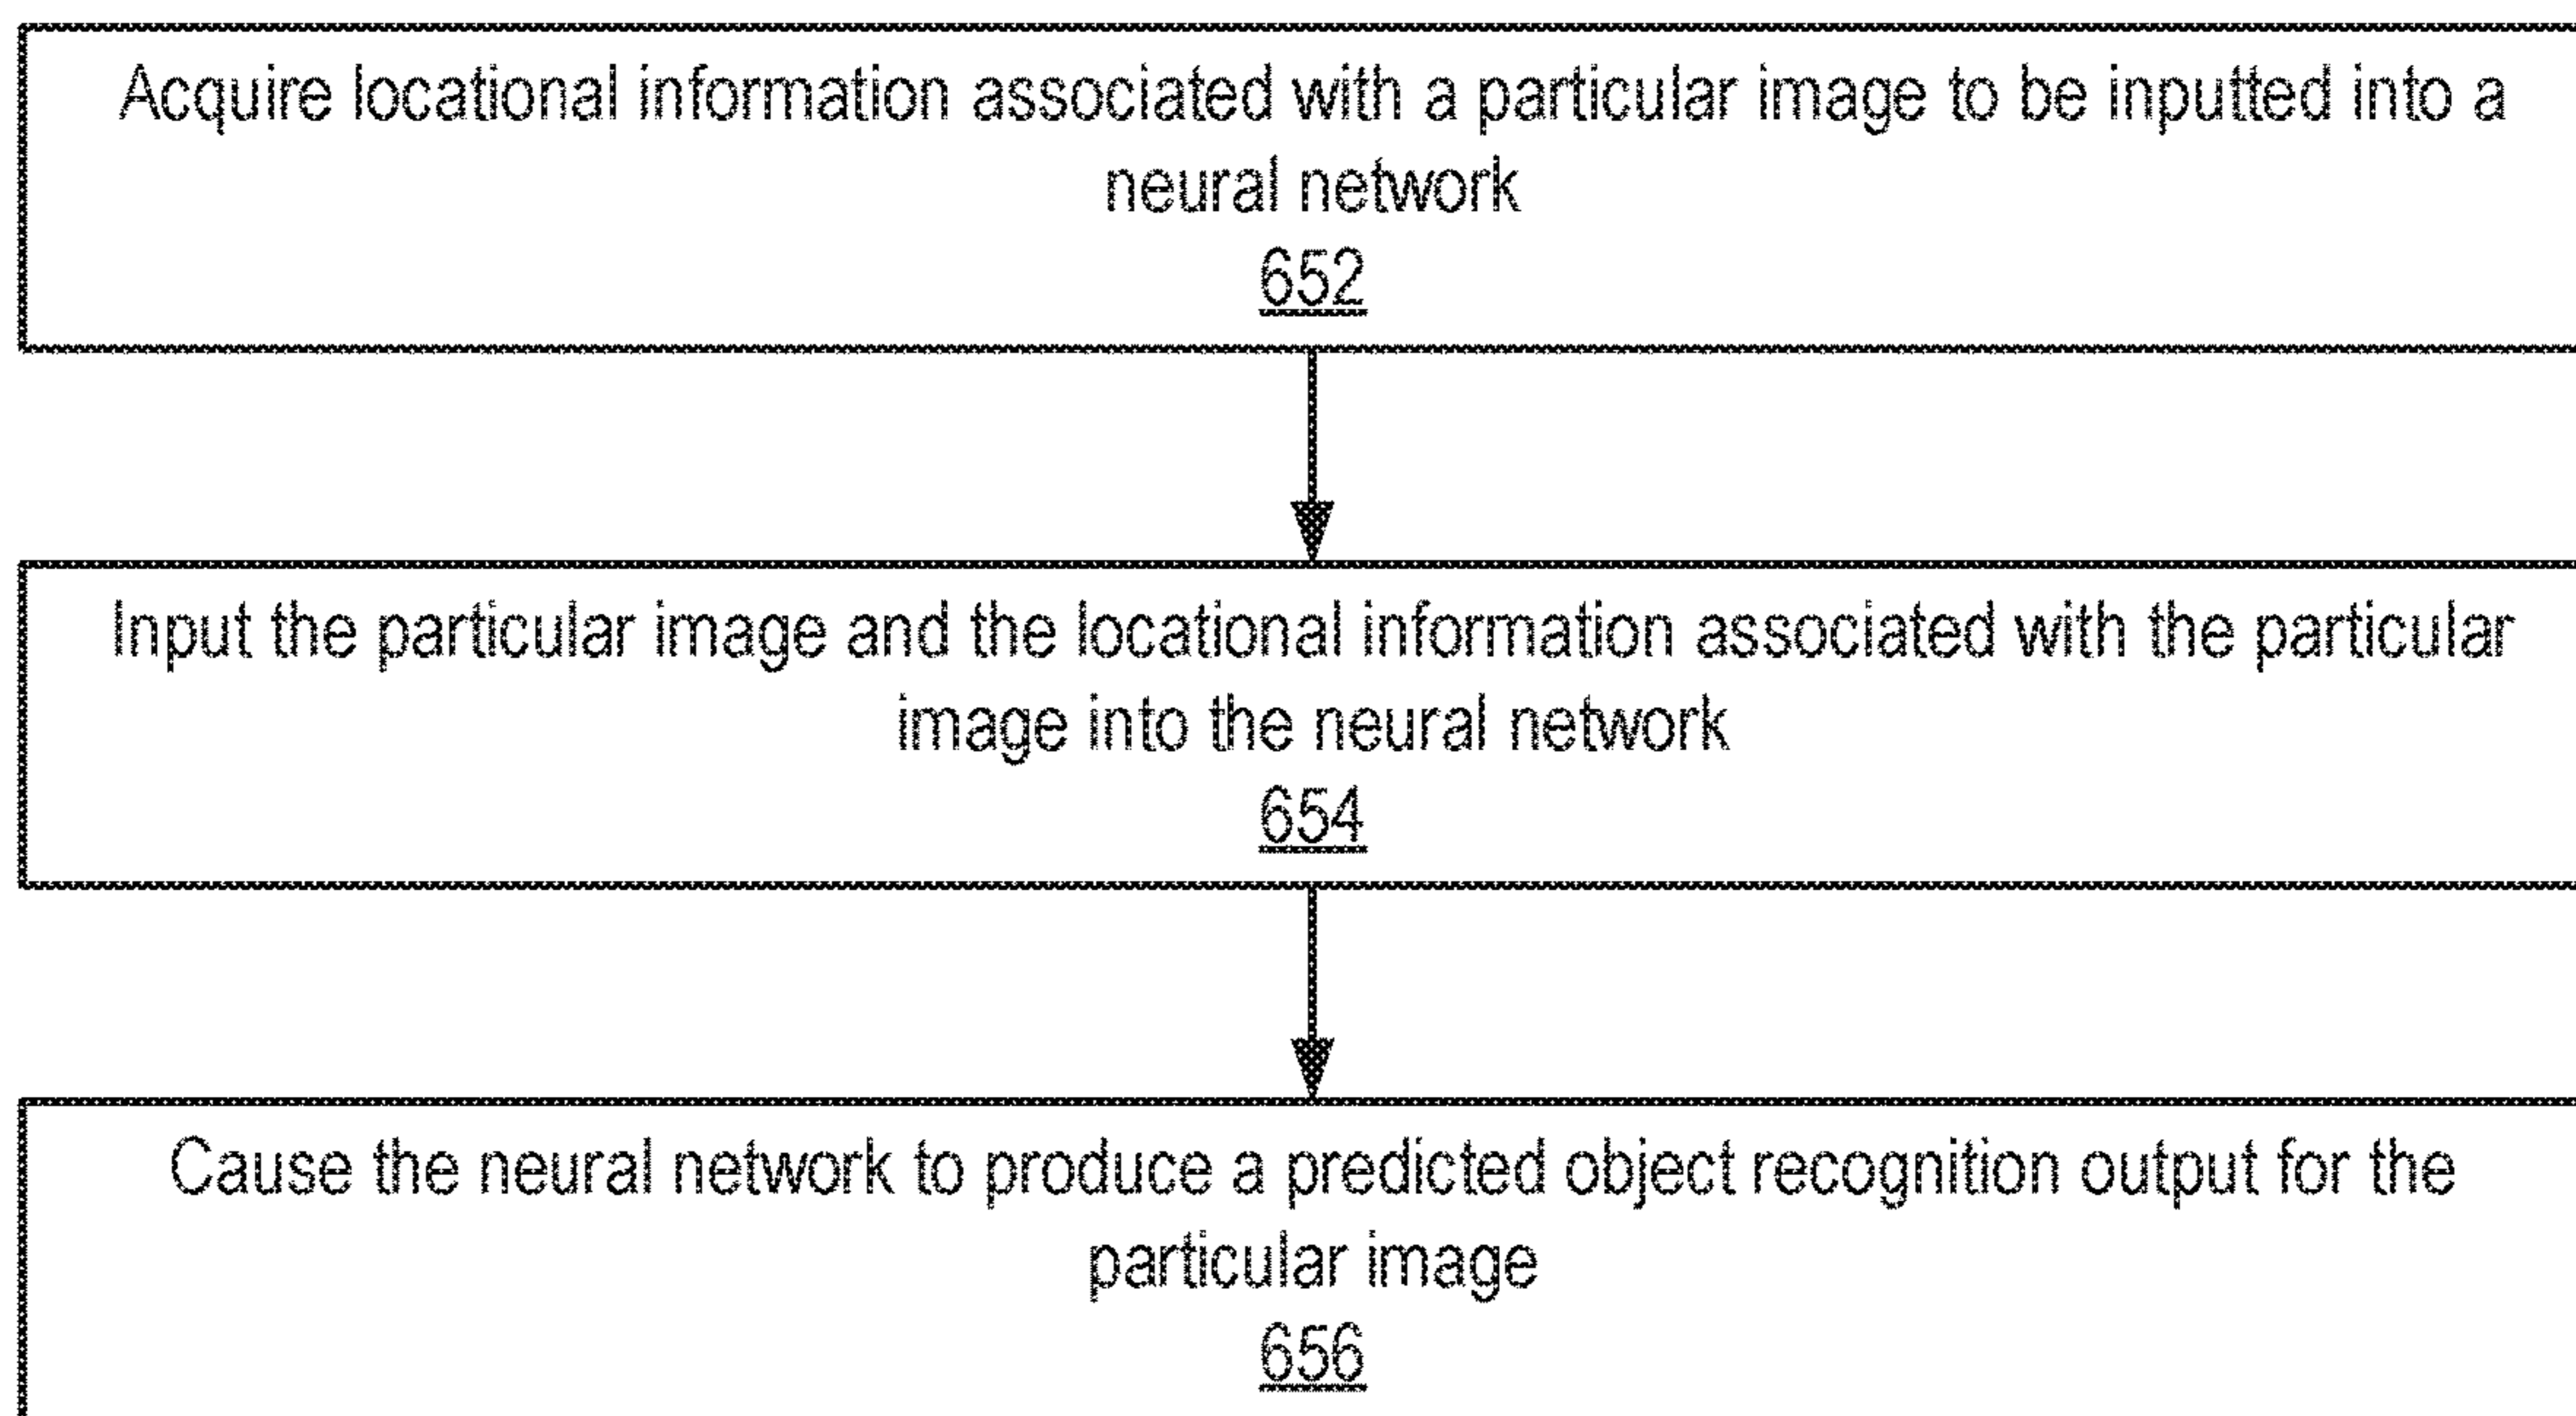 Acquire locational information associated with a particular image to be inputted into a
neural network
652
Input the particular image and the locational information associated with the particular
image into the neural network
654
Cause the neural network to produce a predicted object recognition output for the
particular image
656